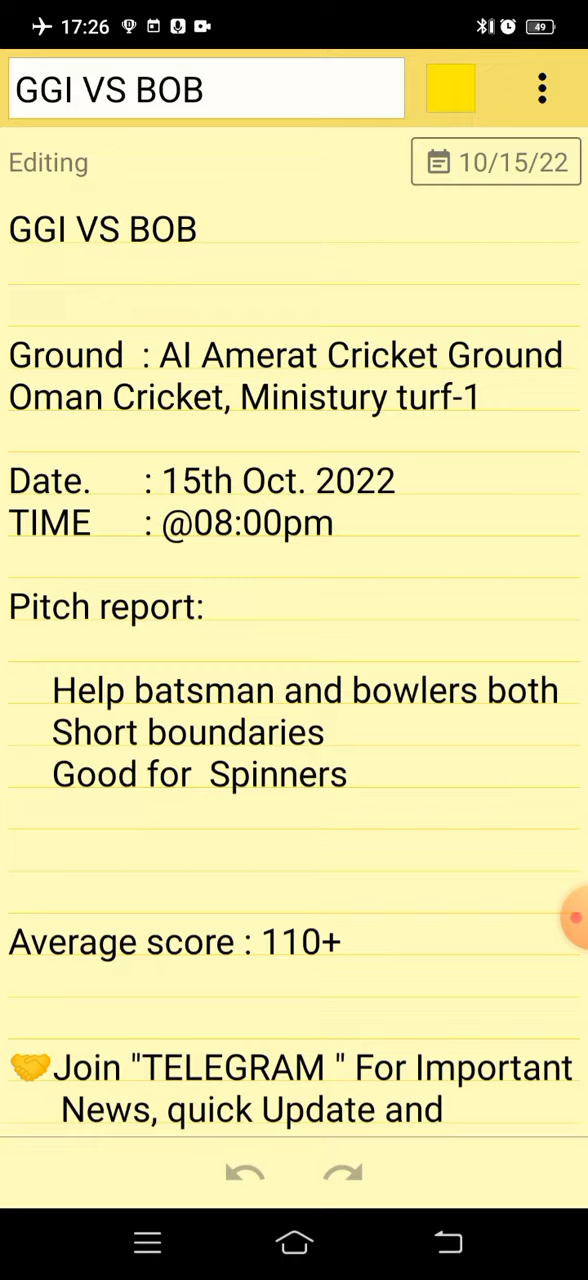 17:26
49
GGI VS BOB
Editing
10/15/22
GGI VS BOB
Ground : AI Amerat Cricket Ground
Oman Cricket, Ministury turf-1
Date. : 15th Oct. 2022
TIME : @08:00pm
Pitch report:
Help batsman and bowlers both
Short boundaries
Good for Spinners
Average score : 110+
🤝Join "TELEGRAM " For Important
News, quick Update and